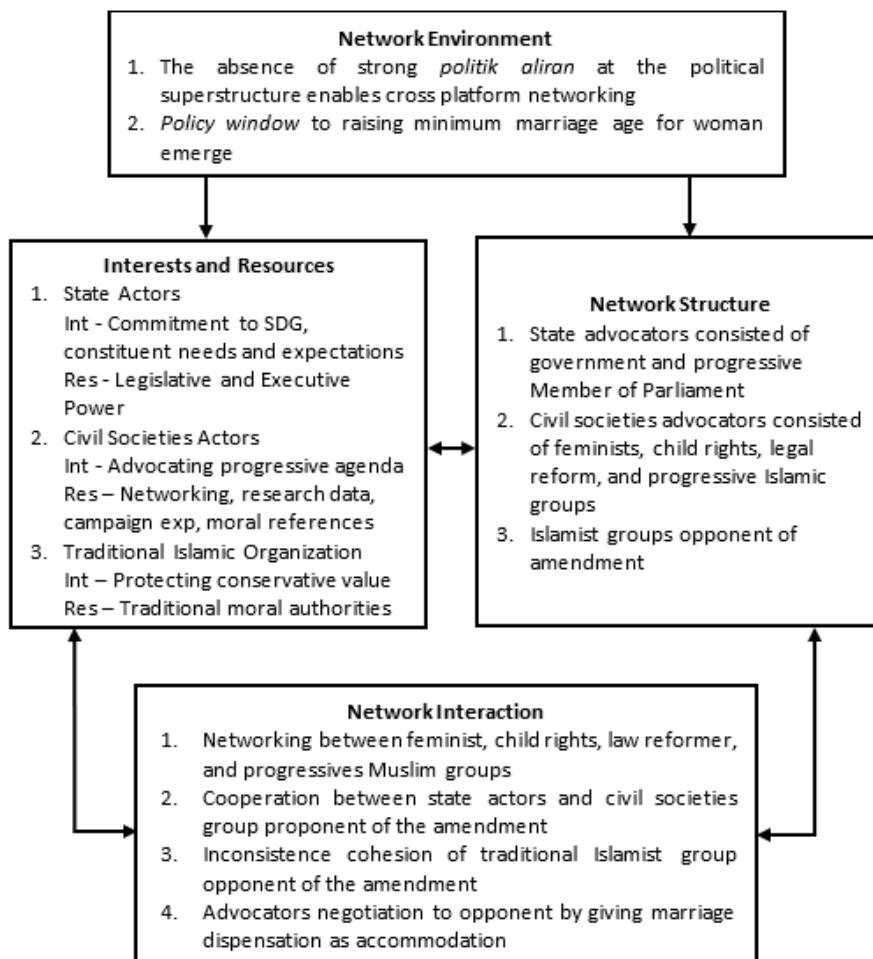 Network Environment
1. The absence of strong politik aliran at the political
superstructure enables cross platform networking
2. Policy window to raising minimum marriage age for woman
emerge
Interests and Resources
1. State Actors
Int - Commitment to SDG,
constituent needs and expectations
Res - Legislative and Executive
Power
2. Civil Societies Actors
Int - Advocating progressive agenda
Res – Networking, research data,
campaign exp, moral references
3. Traditional Islamic Organization
Int – Protecting conservative value
Res – Traditional moral authorities
Network Structure
1. State advocators consisted of
government and progressive
Member of Parliament
2. Civil societies advocators consisted
of feminists, child rights, legal
reform, and progressive Islamic
groups
3. Islamist groups opponent of
amendment
Network Interaction
1. Networking between feminist, child rights, law reformer,
and progressives Muslim groups
2. Cooperation between state actors and civil societies
group proponent of the amendment
3. Inconsistence cohesion of traditional Islamist group
opponent of the amendment
4. Advocators negotiation to opponent by giving marriage
dispensation as accommodation